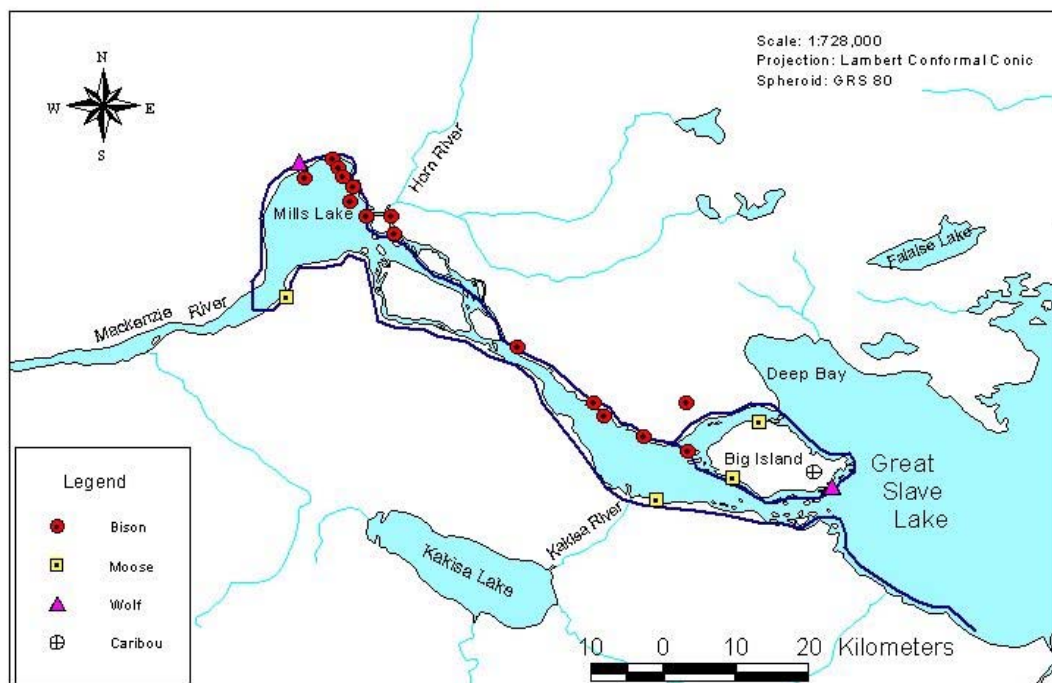 Scale: 1:728,000
Projection: Lambert Conformal Conic
Spheroid: GRS 80
N
W E
S
Horn River
Mills Lake
Falaise Lake
Mackenzie River
Deep Bay
Big Island
Great
Slave
Lake
Legend
Bison
Moose
Wolf
Caribou
Kakisa River
Kakisa Lake
10 0 10 20 Kilometers